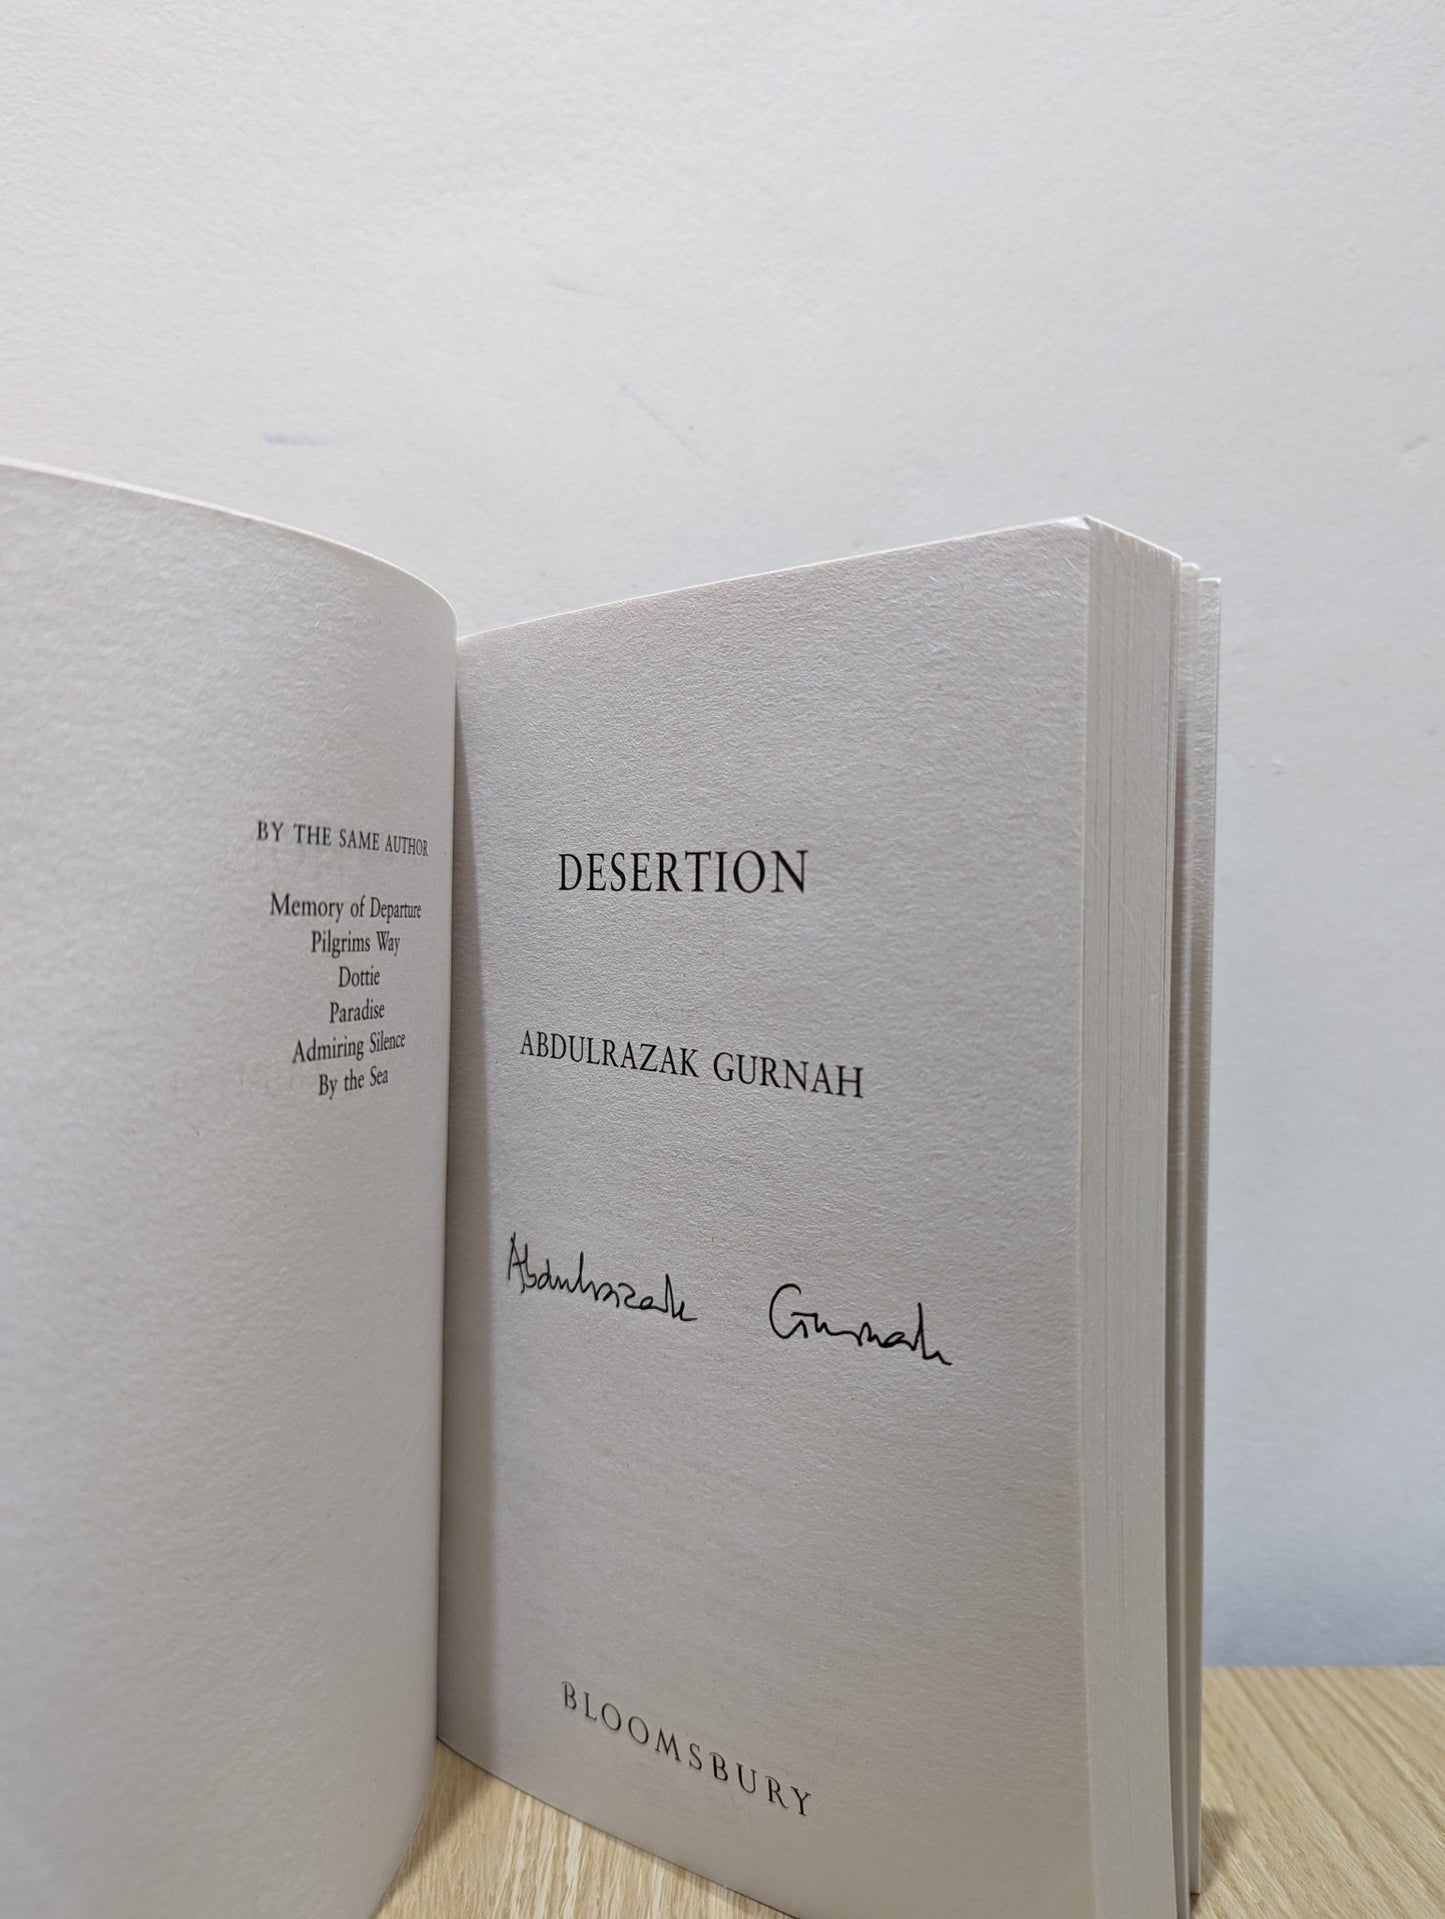 BY THE SAME AUTHOR
Memory of Departure
Pilgrims Way
Dottie
Paradise
Admiring Silence
By the Sea
DESERTION
ABDULRAZAK GURNAH
Abdulrazak Gurnah
BLOOMSBURY